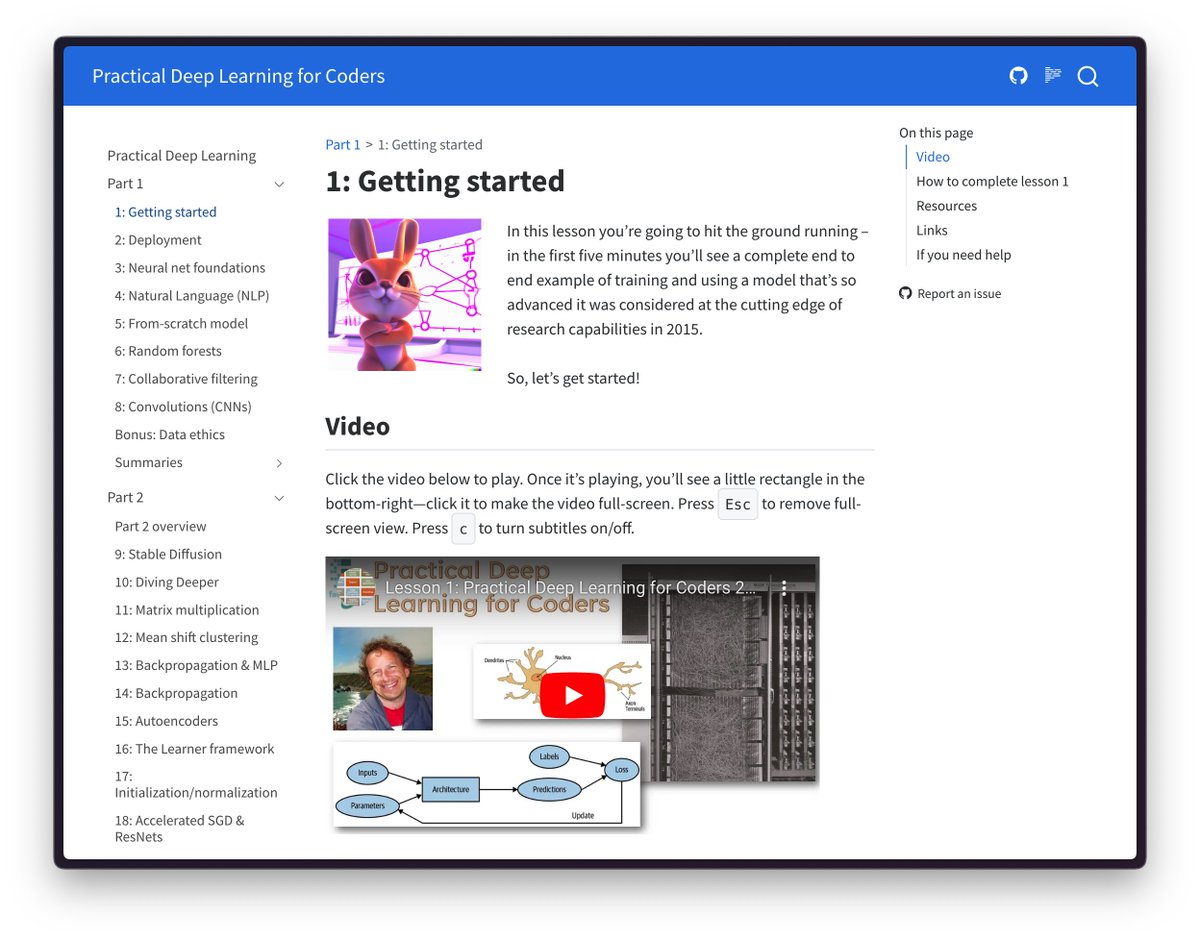 Practical Deep Learning for Coders
Practical Deep Learning
Part 1
1: Getting started
2: Deployment
3: Neural net foundations
4: Natural Language (NLP)
5: From-scratch model
6: Random forests
7: Collaborative filtering
8: Convolutions (CNNs)
Bonus: Data ethics
Summaries
Part 2
Part 2 overview
9: Stable Diffusion
10: Diving Deeper
11: Matrix multiplication
12: Mean shift clustering
13: Backpropagation & MLP
14: Backpropagation
15: Autoencoders
16: The Learner framework
17:
Initialization/normalization
18: Accelerated SGD &
ResNets
Part 1 > 1: Getting started
1: Getting started
In this lesson you’re going to hit the ground running –
in the first five minutes you’ll see a complete end to
end example of training and using a model that’s so
advanced it was considered at the cutting edge of
research capabilities in 2015.
So, let’s get started!
Video
Click the video below to play. Once it’s playing, you’ll see a little rectangle in the
bottom-right—click it to make the video full-screen. Press Esc to remove full-
screen view. Press c to turn subtitles on/off.
Practical Deep
Lesson 1: Practical Deep Learning for Coders 2...
Learning for Coders
Dendrites
Nucleus
Axon
Terminals
Labels
Inputs
Loss
Architecture
Predictions
Parameters
Update
On this page
Video
How to complete lesson 1
Resources
Links
If you need help
Report an issue